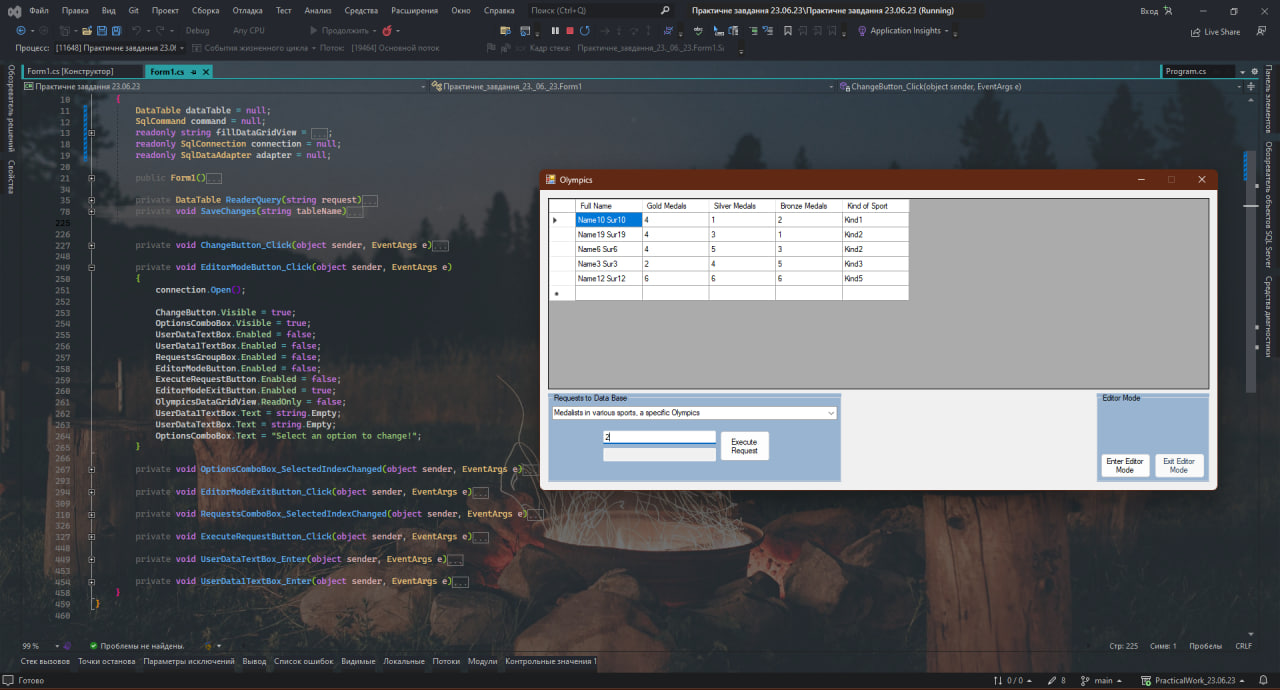 Файл Правка Вид Git Проект Сборка Отладка Тест Анализ Средства Расширения Окно Справка Поиск (Ctrl+Q) Практичне завдання 23.06.23\Практичне завдання 23.06.23 (Running) Вход
Debug Any CPU Продолжить Application Insights Live Share
Процесс: [11648] Практичне завдання 23.0( События жизненного цикла Поток: [19464] Основной поток Кадр стека: Практичне_завдання_23._06._23.Form1.S
Form1.cs [Конструктор] Form1.cs Program.cs
Практичне завдання 23.06.23 Практичне_завдання_23._06._23.Form1 ChangeButton_Click(object sender, EventArgs e)
Обозреватель решений
Свойства
10 {
11 DataTable dataTable = null;
12 SqlCommand command = null;
13 readonly string fillDataGridView = ...;
18 readonly SqlConnection connection = null;
19 readonly SqlDataAdapter adapter = null;
20
21 public Form1()...
34
35 private DataTable ReaderQuery(string request)...
78 private void SaveChanges(string tableName)...
225
226
227 private void ChangeButton_Click(object sender, EventArgs e)...
248
249 private void EditorModeButton_Click(object sender, EventArgs e)
250 {
251 connection.Open();
252
253 ChangeButton.Visible = true;
254 OptionsComboBox.Visible = true;
255 UserDataTextBox.Enabled = false;
256 UserData1TextBox.Enabled = false;
257 RequestsGroupBox.Enabled = false;
258 EditorModeButton.Enabled = false;
259 ExecuteRequestButton.Enabled = false;
260 EditorModeExitButton.Enabled = true;
261 OlympicsDataGridView.ReadOnly = false;
262 UserData1TextBox.Text = string.Empty;
263 UserDataTextBox.Text = string.Empty;
264 OptionsComboBox.Text = "Select an option to change!";
265 }
266
267 private void OptionsComboBox_SelectedIndexChanged(object sender, EventArgs e)
293
294 private void EditorModeExitButton_Click(object sender, EventArgs e)...
309
310 private void RequestsComboBox_SelectedIndexChanged(object sender, EventArgs e)...
326
327 private void ExecuteRequestButton_Click(object sender, EventArgs e)...
448
449 private void UserDataTextBox_Enter(object sender, EventArgs e)...
453
454 private void UserData1TextBox_Enter(object sender, EventArgs e)...
458 }
459 }
460
Olympics
Full Name Gold Medals Silver Medals Bronze Medals Kind of Sport
Name10 Sur10 4 1 2 Kind1
Name19 Sur19 4 3 1 Kind2
Name6 Sur6 4 5 3 Kind2
Name3 Sur3 2 4 5 Kind3
Name12 Sur12 6 6 6 Kind5
Requests to Data Base
Medalists in various sports, a specific Olympics
2
Execute
Request
Editor Mode
Enter Editor
Mode
Exit Editor
Mode
Панель элементов
Обозреватель объектов SQL Server
Средства диагностики
99 % Проблемы не найдены. Стр: 225 Симв: 1 Пробелы CRLF
Стек вызовов Точки останова Параметры исключений Вывод Список ошибок Видимые Локальные Потоки Модули Контрольные значения 1
Готово 0 / 0 8 main PracticalWork_23.06.23